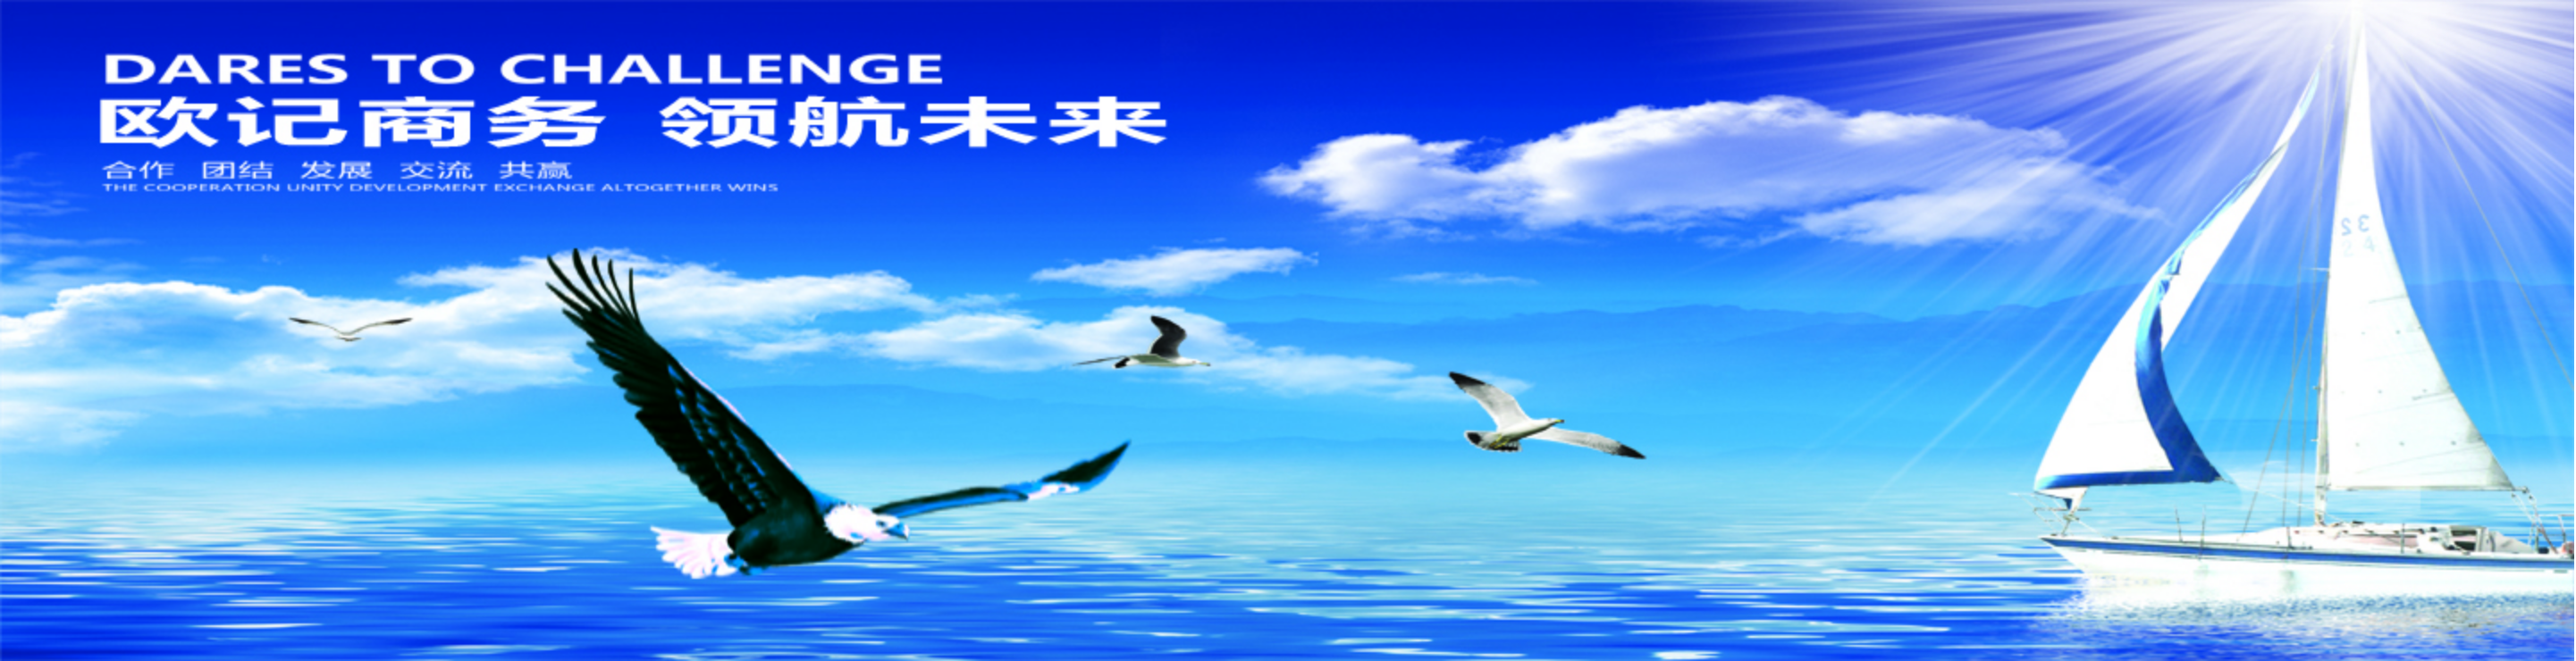 DARES TO CHALLENGE
欧记商务 领航未来
合作 团结 发展 交流 共赢
THE COOPERATION UNITY DEVELOPMENT EXCHANGE ALTOGETHER WINS